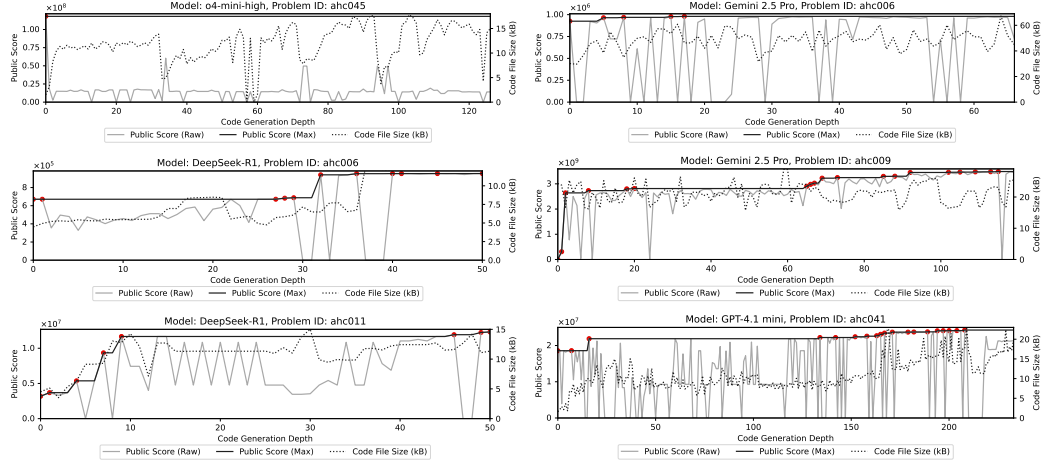 Model: o4-mini-high, Problem ID: ahc045
×10⁸
Public Score
1.00
0.75
0.50
0.25
0.00
15
10
5
0
Code File Size (kB)
0 20 40 60 80 100 120
Code Generation Depth
Public Score (Raw) Public Score (Max) Code File Size (kB)
Model: Gemini 2.5 Pro, Problem ID: ahc006
×10⁶
Public Score
1.00
0.75
0.50
0.25
0.00
60
40
20
0
Code File Size (kB)
0 10 20 30 40 50 60
Code Generation Depth
Public Score (Raw) Public Score (Max) Code File Size (kB)
Model: DeepSeek-R1, Problem ID: ahc006
×10⁵
Public Score
8
6
4
2
0
10.0
7.5
5.0
2.5
0.0
Code File Size (kB)
0 10 20 30 40 50
Code Generation Depth
Public Score (Raw) Public Score (Max) Code File Size (kB)
Model: Gemini 2.5 Pro, Problem ID: ahc009
×10⁹
Public Score
3
2
1
0
20
10
0
Code File Size (kB)
0 20 40 60 80 100
Code Generation Depth
Public Score (Raw) Public Score (Max) Code File Size (kB)
Model: DeepSeek-R1, Problem ID: ahc011
×10⁷
Public Score
1.0
0.5
0.0
15
10
5
0
Code File Size (kB)
0 10 20 30 40 50
Code Generation Depth
Public Score (Raw) Public Score (Max) Code File Size (kB)
Model: GPT-4.1 mini, Problem ID: ahc041
×10⁷
Public Score
2
1
0
20
15
10
5
0
Code File Size (kB)
0 50 100 150 200
Code Generation Depth
Public Score (Raw) Public Score (Max) Code File Size (kB)